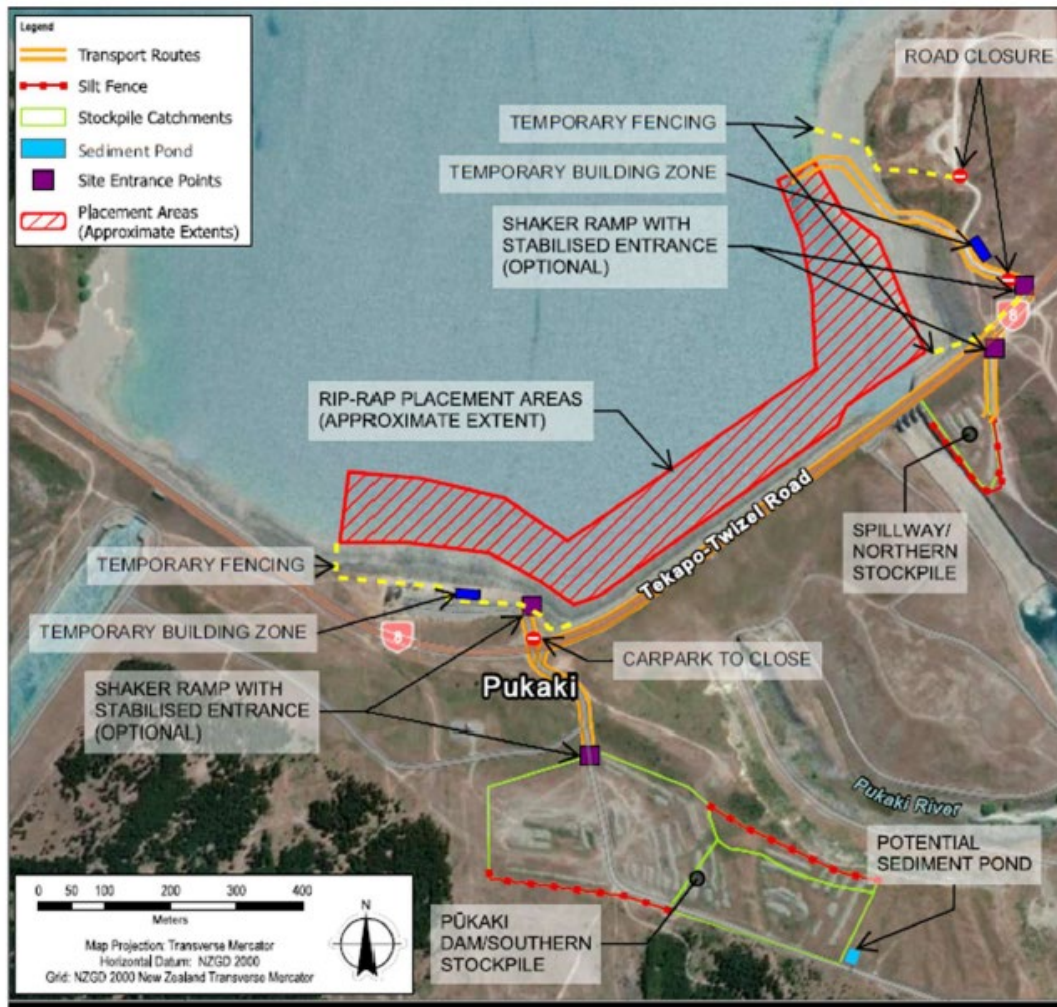 Legend
Transport Routes
Silt Fence
Stockpile Catchments
Sediment Pond
Site Entrance Points
Placement Areas
(Approximate Extents)
ROAD CLOSURE
TEMPORARY FENCING
TEMPORARY BUILDING ZONE
SHAKER RAMP WITH
STABILISED ENTRANCE
(OPTIONAL)
8
RIP-RAP PLACEMENT AREAS
(APPROXIMATE EXTENT)
Tekapo-Twizel Road
SPILLWAY/
NORTHERN
STOCKPILE
TEMPORARY FENCING
TEMPORARY BUILDING ZONE
8
CARPARK TO CLOSE
SHAKER RAMP WITH
STABILISED ENTRANCE
(OPTIONAL)
Pukaki
Pukaki River
POTENTIAL
SEDIMENT POND
PŪKAKI
DAM/SOUTHERN
STOCKPILE
0 50 100 200 300 400
Meters
N
Map Projection: Transverse Mercator
Horizontal Datum: NZGD 2000
Grid: NZGD 2000 New Zealand Transverse Mercator